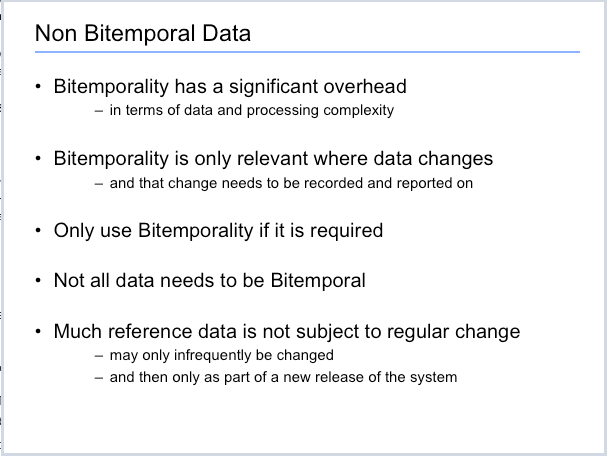 Non Bitemporal Data
• Bitemporality has a significant overhead
– in terms of data and processing complexity
• Bitemporality is only relevant where data changes
– and that change needs to be recorded and reported on
• Only use Bitemporality if it is required
• Not all data needs to be Bitemporal
• Much reference data is not subject to regular change
– may only infrequently be changed
– and then only as part of a new release of the system